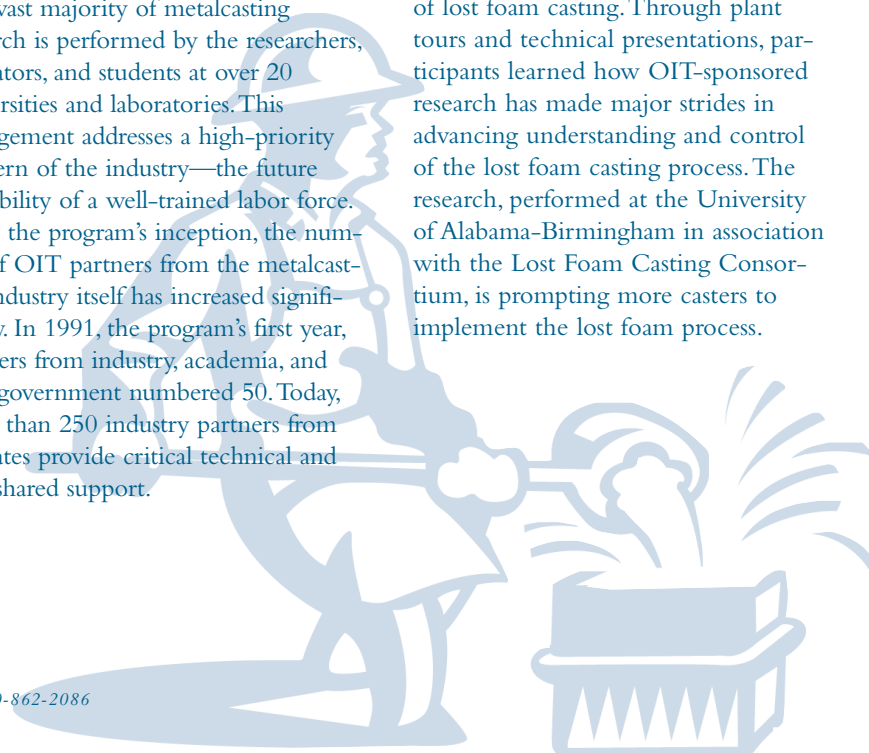 vast majority of metalcasting
rch is performed by the researchers,
ators, and students at over 20
rsities and laboratories. This
gement addresses a high-priority
ern of the industry—the future
bility of a well-trained labor force.
the program's inception, the num-
f OIT partners from the metalcast-
ndustry itself has increased signifi-
y. In 1991, the program's first year,
ers from industry, academia, and
government numbered 50. Today,
than 250 industry partners from
ates provide critical technical and
shared support.
of lost foam casting. Through plant
tours and technical presentations, par-
ticipants learned how OIT-sponsored
research has made major strides in
advancing understanding and control
of the lost foam casting process. The
research, performed at the University
of Alabama-Birmingham in association
with the Lost Foam Casting Consor-
tium, is prompting more casters to
implement the lost foam process.
-862-2086